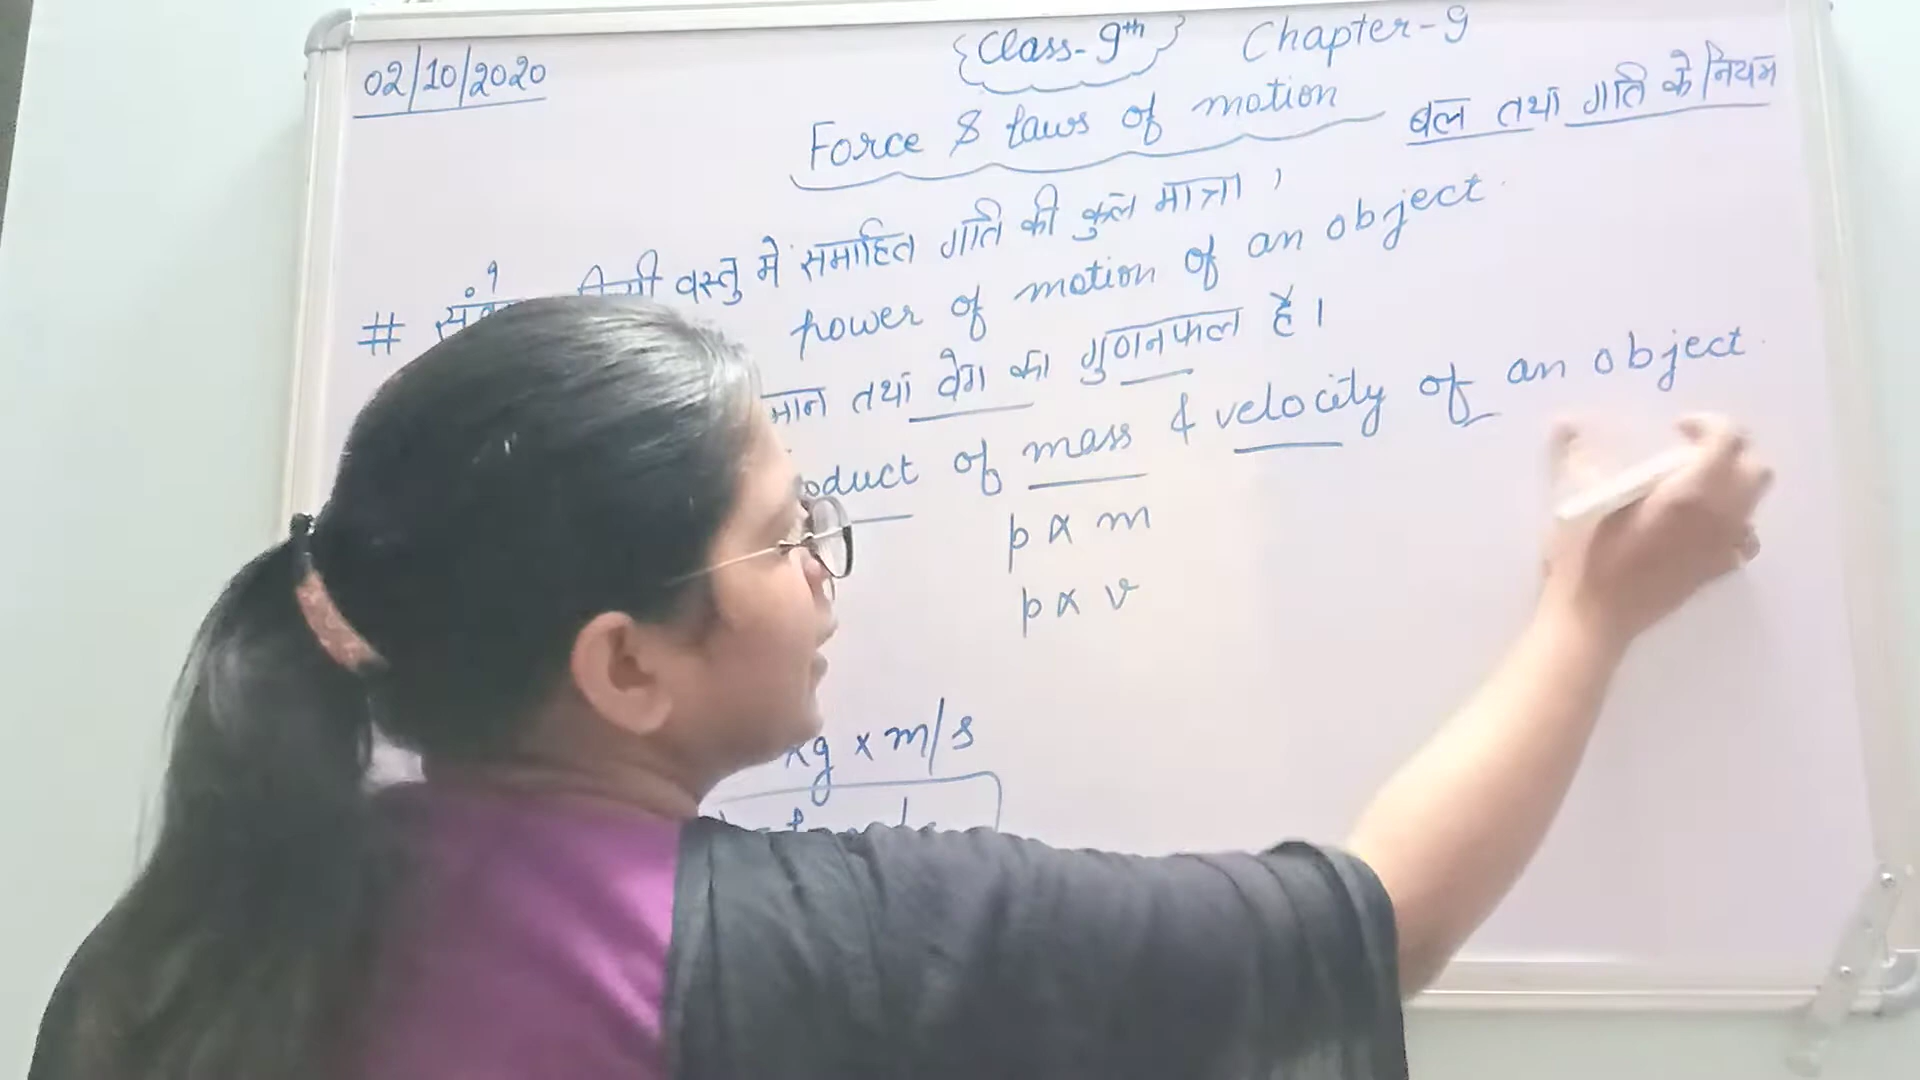 02/10/2020
{Class-9th} Chapter-9
Force & laws of motion
बल तथा गति के नियम
# वस्तु में समाहित गति की कुल मात्रा,
power of motion of an object.
मान तथा वेग का गुणनफल है।
oduct of mass & velocity of an object.
p ∝ m
p ∝ v
kg × m/s